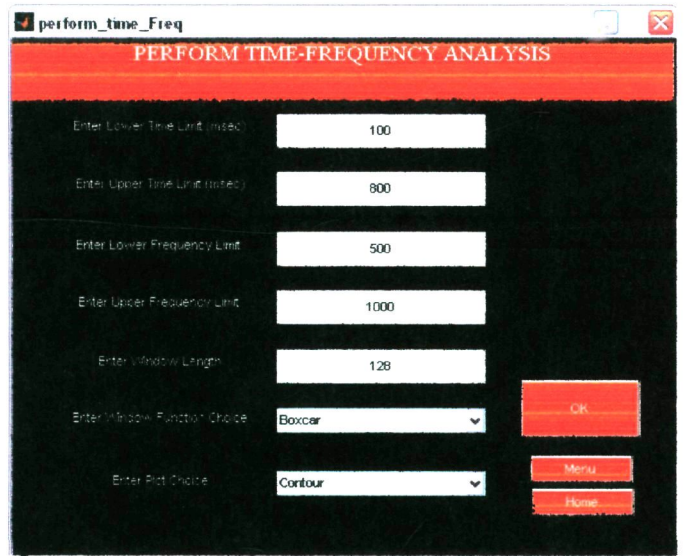 perform_time_Freq
PERFORM TIME-FREQUENCY ANALYSIS
Enter Lower Time Limit (msec)
100
Enter Upper Time Limit (msec)
800
Enter Lower Frequency Limit
500
Enter Upper Frequency Limit
1000
Enter Window Length
128
Enter Window Function Choice
Boxcar
OK
Enter Plot Choice
Contour
Menu
Home